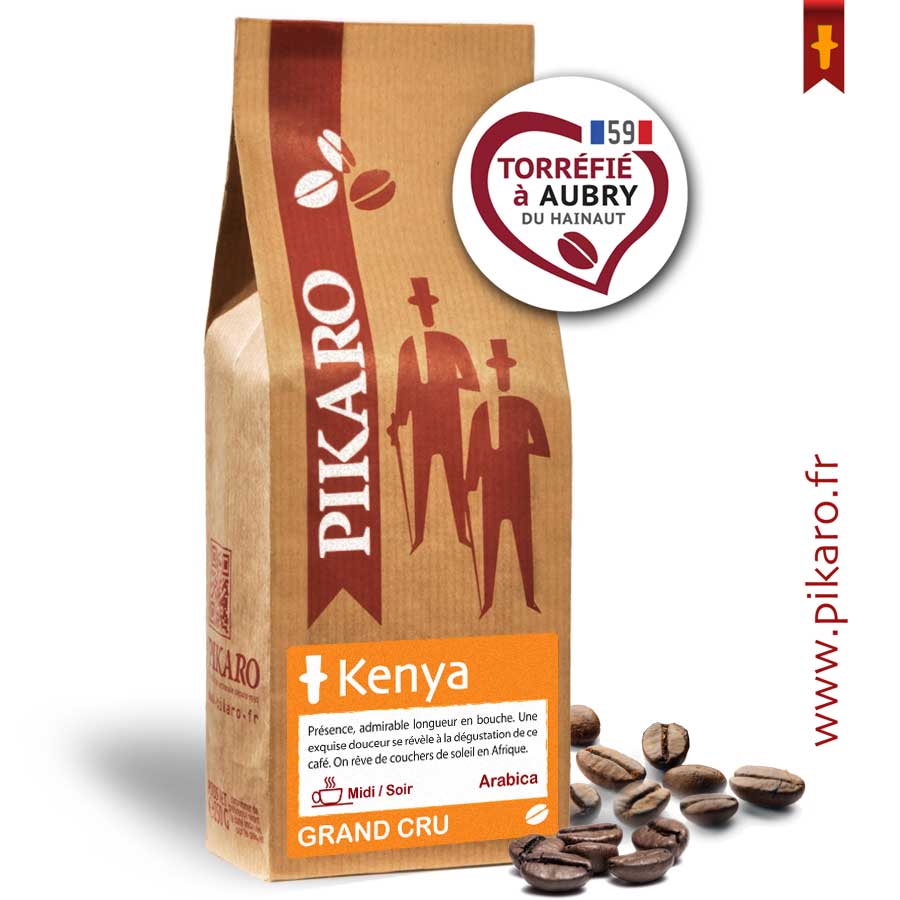 PIKARO
59
TORRÉFIÉ
à AUBRY
DU HAINAUT
www.pikaro.fr
Kenya
Présence, admirable longueur en bouche. Une
exquise douceur se révèle à la dégustation de ce
café. On rêve de couchers de soleil en Afrique.
Midi / Soir
Arabica
GRAND CRU
PIKARO